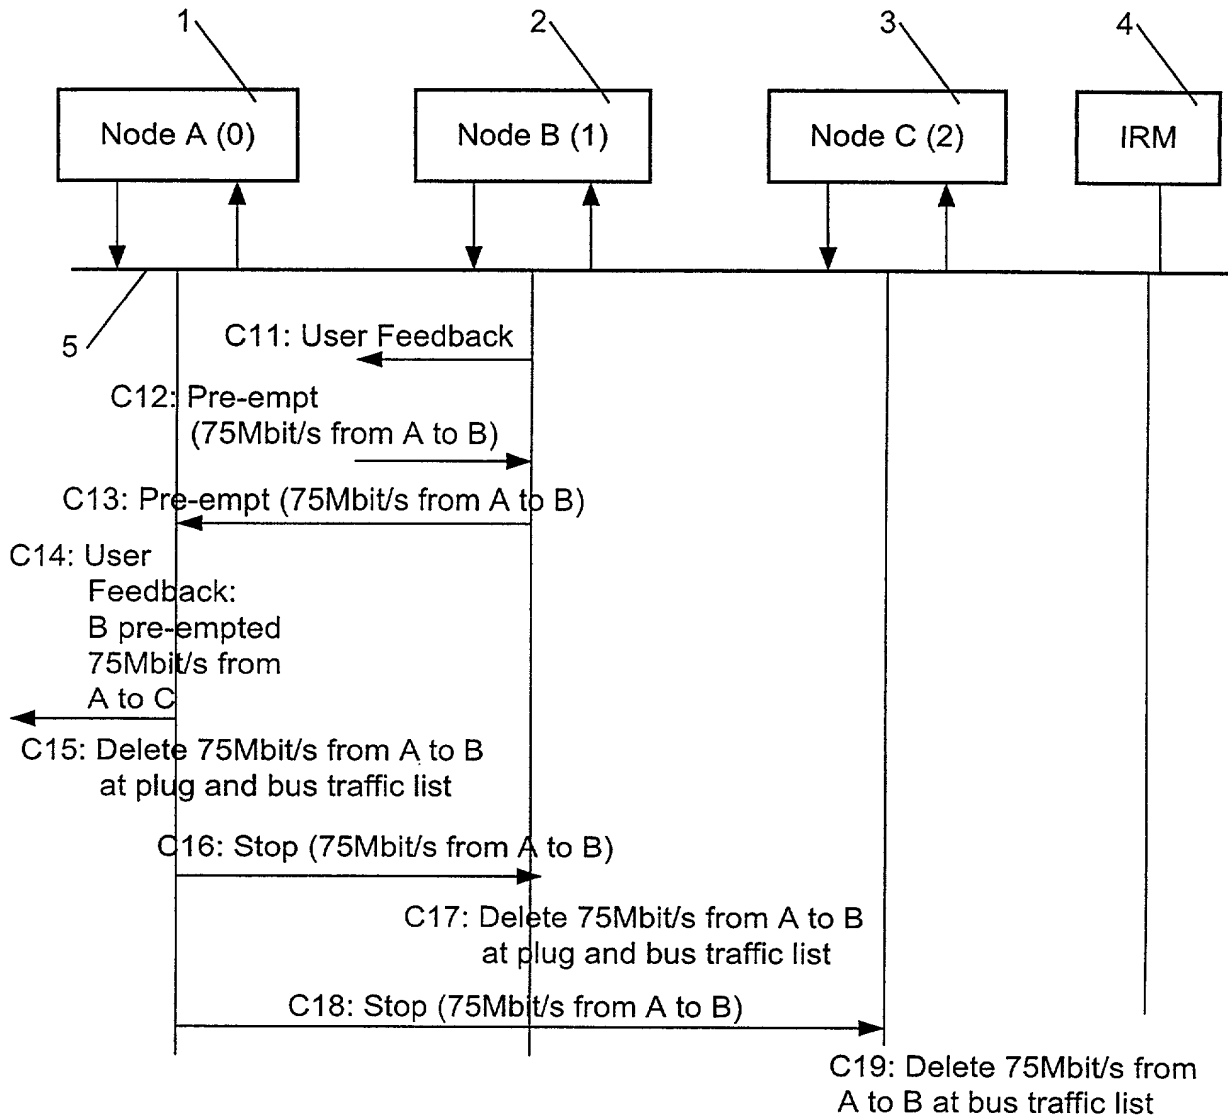 1
2
3
4
Node A (0)
Node B (1)
Node C (2)
IRM
5
C11: User Feedback
C12: Pre-empt
(75Mbit/s from A to B)
C13: Pre-empt (75Mbit/s from A to B)
C14: User
Feedback:
B pre-empted
75Mbit/s from
A to C
C15: Delete 75Mbit/s from A to B
at plug and bus traffic list
C16: Stop (75Mbit/s from A to B)
C17: Delete 75Mbit/s from A to B
at plug and bus traffic list
C18: Stop (75Mbit/s from A to B)
C19: Delete 75Mbit/s from
A to B at bus traffic list